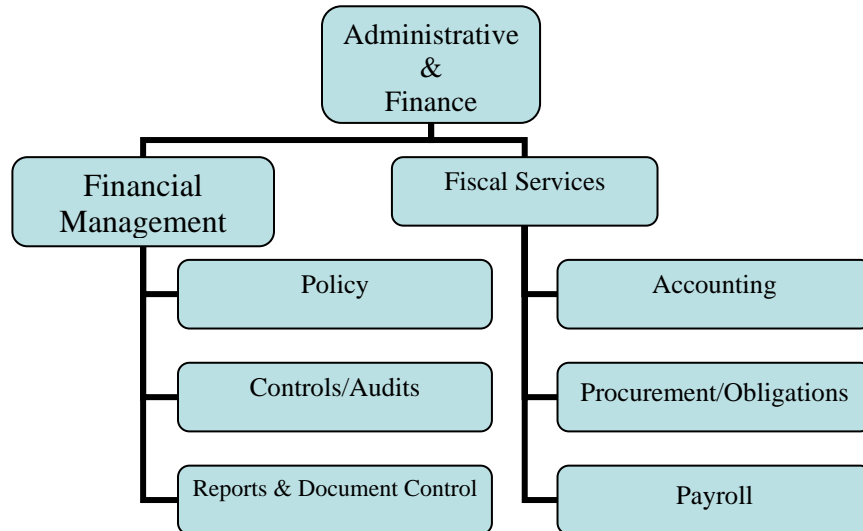 Administrative
&
Finance
Financial
Management
Fiscal Services
Policy
Accounting
Controls/Audits
Procurement/Obligations
Reports & Document Control
Payroll